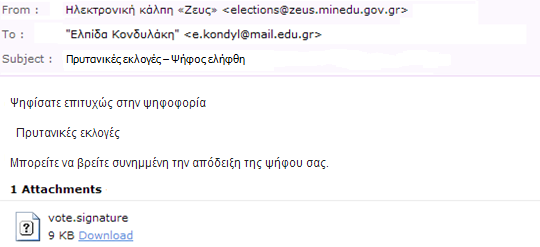 From : Ηλεκτρονική κάλπη «Ζευς» <elections@zeus.minedu.gov.gr>
To : "Ελπίδα Κονδυλάκη" <e.kondyl@mail.edu.gr>
Subject : Πρυτανικές εκλογές – Ψήφος ελήφθη
Ψηφίσατε επιτυχώς στην ψηφοφορία
Πρυτανικές εκλογές
Μπορείτε να βρείτε συνημμένη την απόδειξη της ψήφου σας.
1 Attachments
vote.signature
9 KB Download